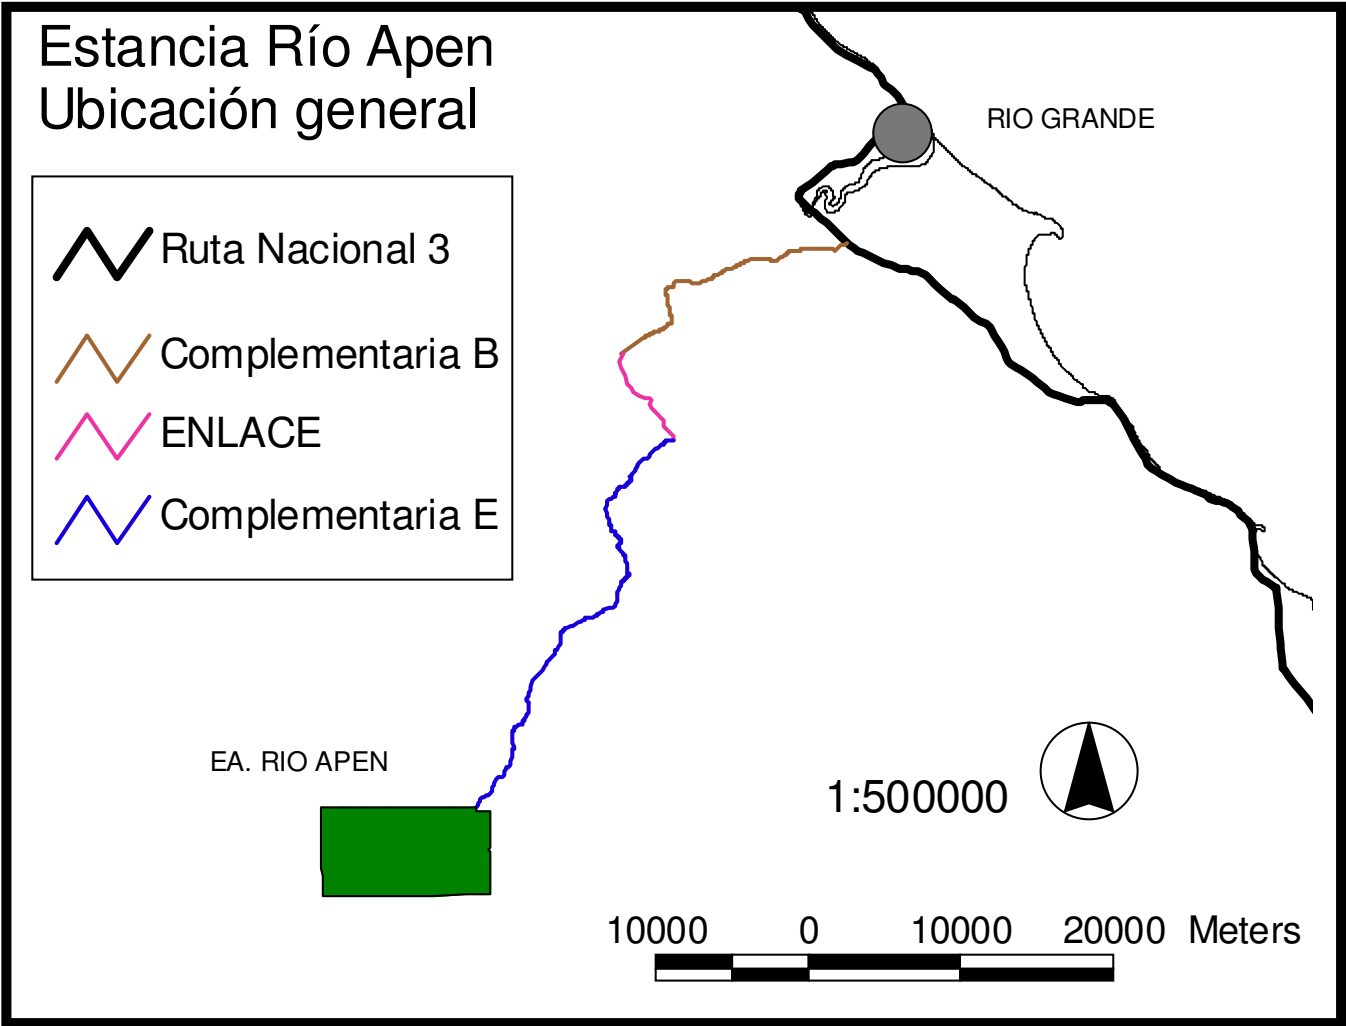 Estancia Río Apen
Ubicación general
RIO GRANDE
Ruta Nacional 3
Complementaria B
ENLACE
Complementaria E
EA. RIO APEN
1:500000
10000 0 10000 20000 Meters